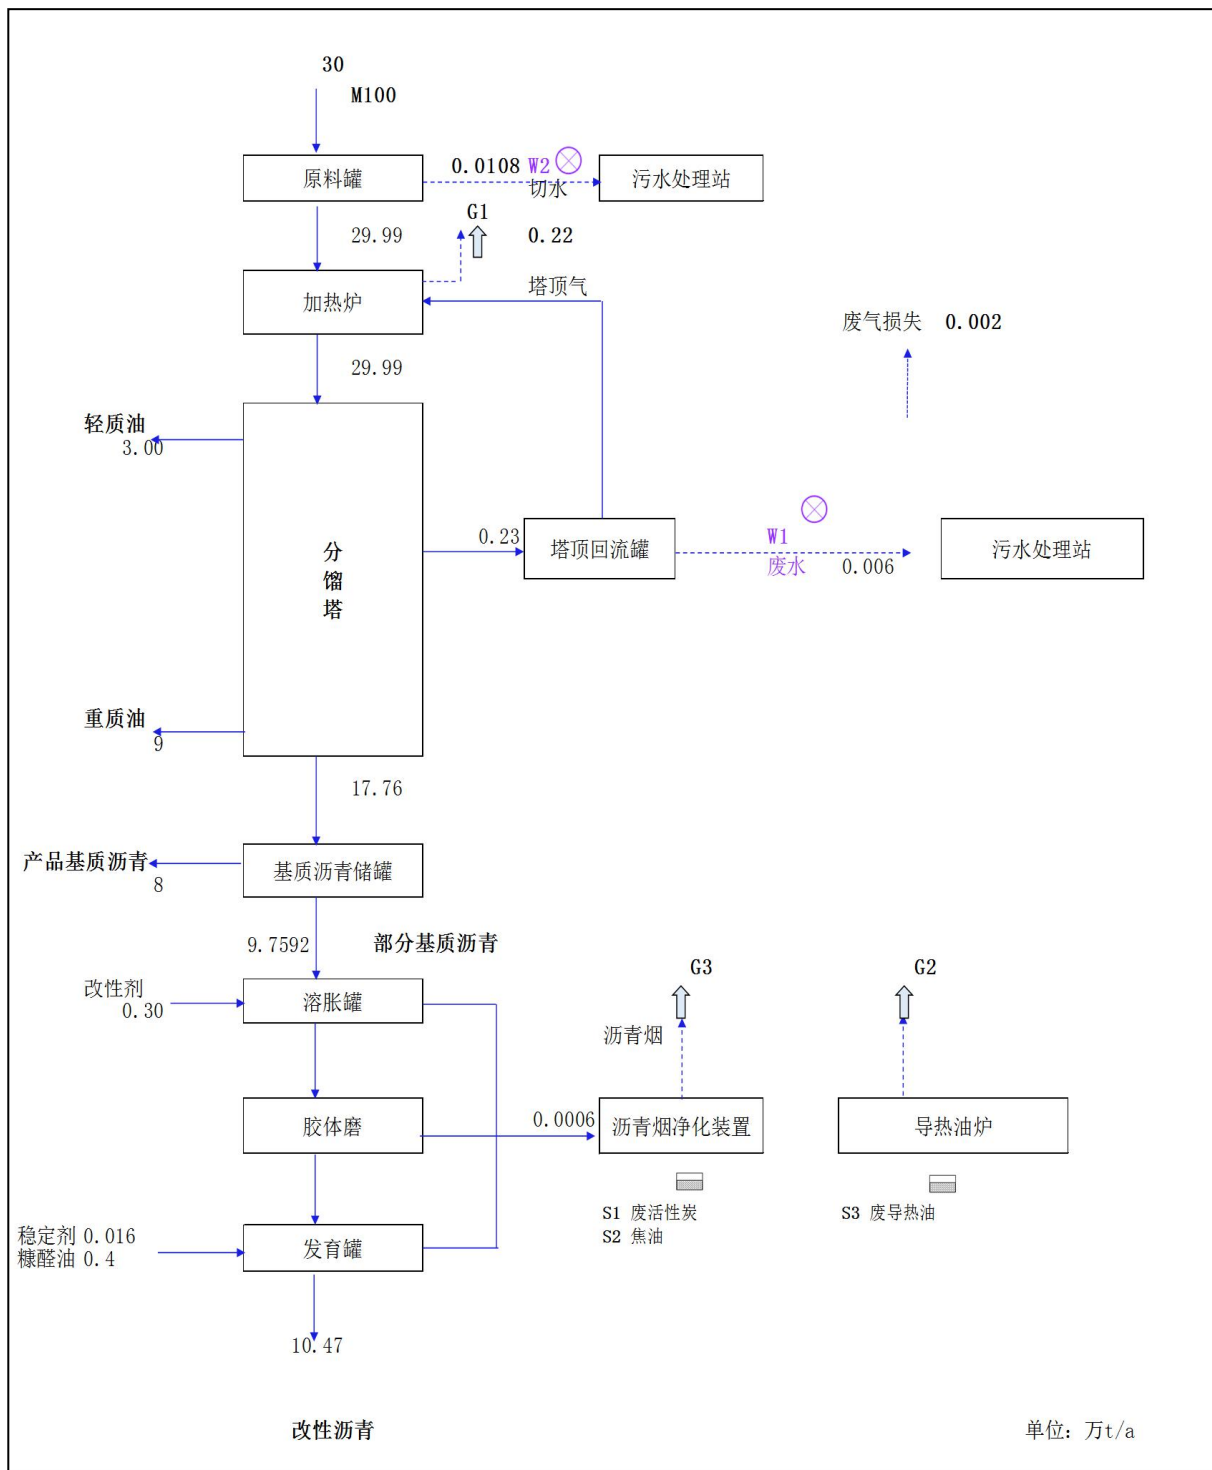 30
M100
原料罐
0.0108 W2
切水
污水处理站
29.99
G1
0.22
加热炉
塔顶气
废气损失 0.002
29.99
轻质油
3.00
分
馏
塔
0.23
塔顶回流罐
W1
废水
0.006
污水处理站
重质油
9
17.76
产品基质沥青
8
基质沥青储罐
9.7592
部分基质沥青
改性剂
0.30
溶胀罐
G3
G2
沥青烟
胶体磨
0.0006
沥青烟净化装置
导热油炉
S1 废活性炭
S2 焦油
S3 废导热油
稳定剂 0.016
糠醛油 0.4
发育罐
10.47
改性沥青
单位：万t/a